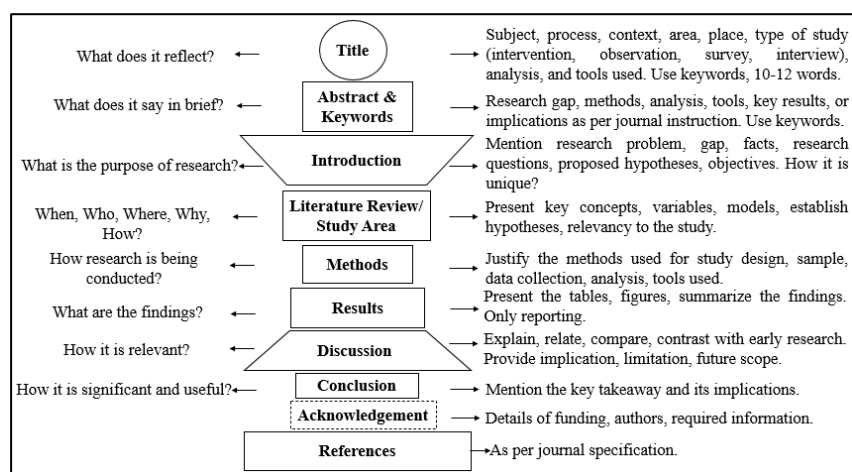 What does it reflect?
Title
Subject, process, context, area, place, type of study
(intervention, observation, survey, interview),
analysis, and tools used. Use keywords, 10-12 words.
What does it say in brief?
Abstract &
Keywords
Research gap, methods, analysis, tools, key results, or
implications as per journal instruction. Use keywords.
What is the purpose of research?
Introduction
Mention research problem, gap, facts, research
questions, proposed hypotheses, objectives. How it is
unique?
When, Who, Where, Why,
How?
Literature Review/
Study Area
Present key concepts, variables, models, establish
hypotheses, relevancy to the study.
How research is being
conducted?
Methods
Justify the methods used for study design, sample,
data collection, analysis, tools used.
What are the findings?
Results
Present the tables, figures, summarize the findings.
Only reporting.
How it is relevant?
Discussion
Explain, relate, compare, contrast with early research.
Provide implication, limitation, future scope.
How it is significant and useful?
Conclusion
Mention the key takeaway and its implications.
Acknowledgement
Details of funding, authors, required information.
References
As per journal specification.